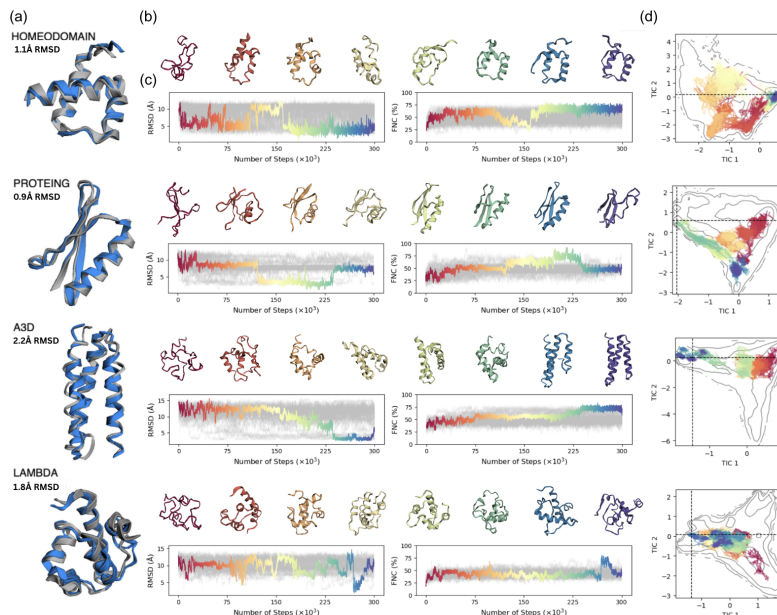 (a)
(b)
(d)
HOMEODOMAIN
1.1Å RMSD
(c)
RMSD (Å)
10
5
0
75
150
225
300
Number of Steps (×10³)
FNC (%)
100
75
50
25
0
0
75
150
225
300
Number of Steps (×10³)
TIC 2
2
1
0
-1
-2
-2
-1
0
TIC 1
PROTEING
0.9Å RMSD
RMSD (Å)
10
5
0
75
150
225
300
Number of Steps (×10³)
FNC (%)
100
75
50
25
0
0
75
150
225
300
Number of Steps (×10³)
TIC 2
2
1
0
-1
-2
-3
-2
-1
0
1
TIC 1
A3D
2.2Å RMSD
RMSD (Å)
15
10
5
0
75
150
225
300
Number of Steps (×10³)
FNC (%)
100
75
50
25
0
0
75
150
225
300
Number of Steps (×10³)
TIC 2
0
-2
-4
-6
-1
0
TIC 1
LAMBDA
1.8Å RMSD
RMSD (Å)
15
10
5
0
75
150
225
300
Number of Steps (×10³)
FNC (%)
100
75
50
25
0
0
75
150
225
300
Number of Steps (×10³)
TIC 2
2
1
0
-1
-2
-3
-1
0
1
TIC 1